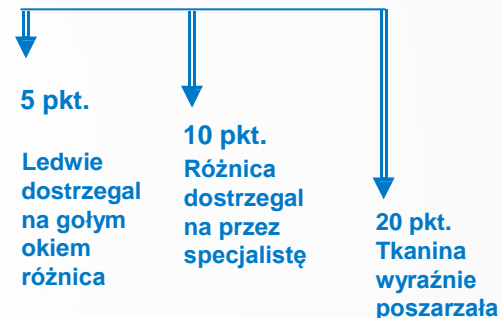 5 pkt.
Ledwie
dostrzegal
na gołym
okiem
różnica
10 pkt.
Różnica
dostrzegal
na przez
specjalistę
20 pkt.
Tkanina
wyraźnie
poszarzała